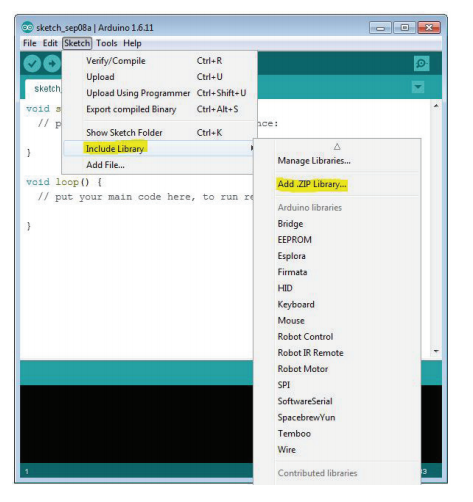 sketch_sep08a | Arduino 1.6.11
File Edit Sketch Tools Help
Verify/Compile Ctrl+R
Upload Ctrl+U
Upload Using Programmer Ctrl+Shift+U
Export compiled Binary Ctrl+Alt+S
Show Sketch Folder Ctrl+K
Include Library
Add File...
sketch
void s
// p
nce:
}
void loop() {
// put your main code here, to run re
}
Manage Libraries...
Add .ZIP Library...
Arduino libraries
Bridge
EEPROM
Esplora
Firmata
HID
Keyboard
Mouse
Robot Control
Robot IR Remote
Robot Motor
SPI
SoftwareSerial
SpacebrewYun
Temboo
Wire
Contributed libraries
1